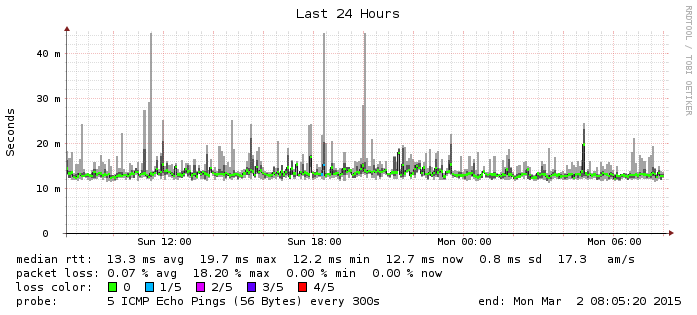 Last 24 Hours
RRDTOOL / TOBI OETIKER
Seconds
40 m
30 m
20 m
10 m
0
Sun 12:00 Sun 18:00 Mon 00:00 Mon 06:00
median rtt: 13.3 ms avg 19.7 ms max 12.2 ms min 12.7 ms now 0.8 ms sd 17.3 am/s
packet loss: 0.07 % avg 18.20 % max 0.00 % min 0.00 % now
loss color: 0 1/5 2/5 3/5 4/5
probe: 5 ICMP Echo Pings (56 Bytes) every 300s end: Mon Mar 2 08:05:20 2015